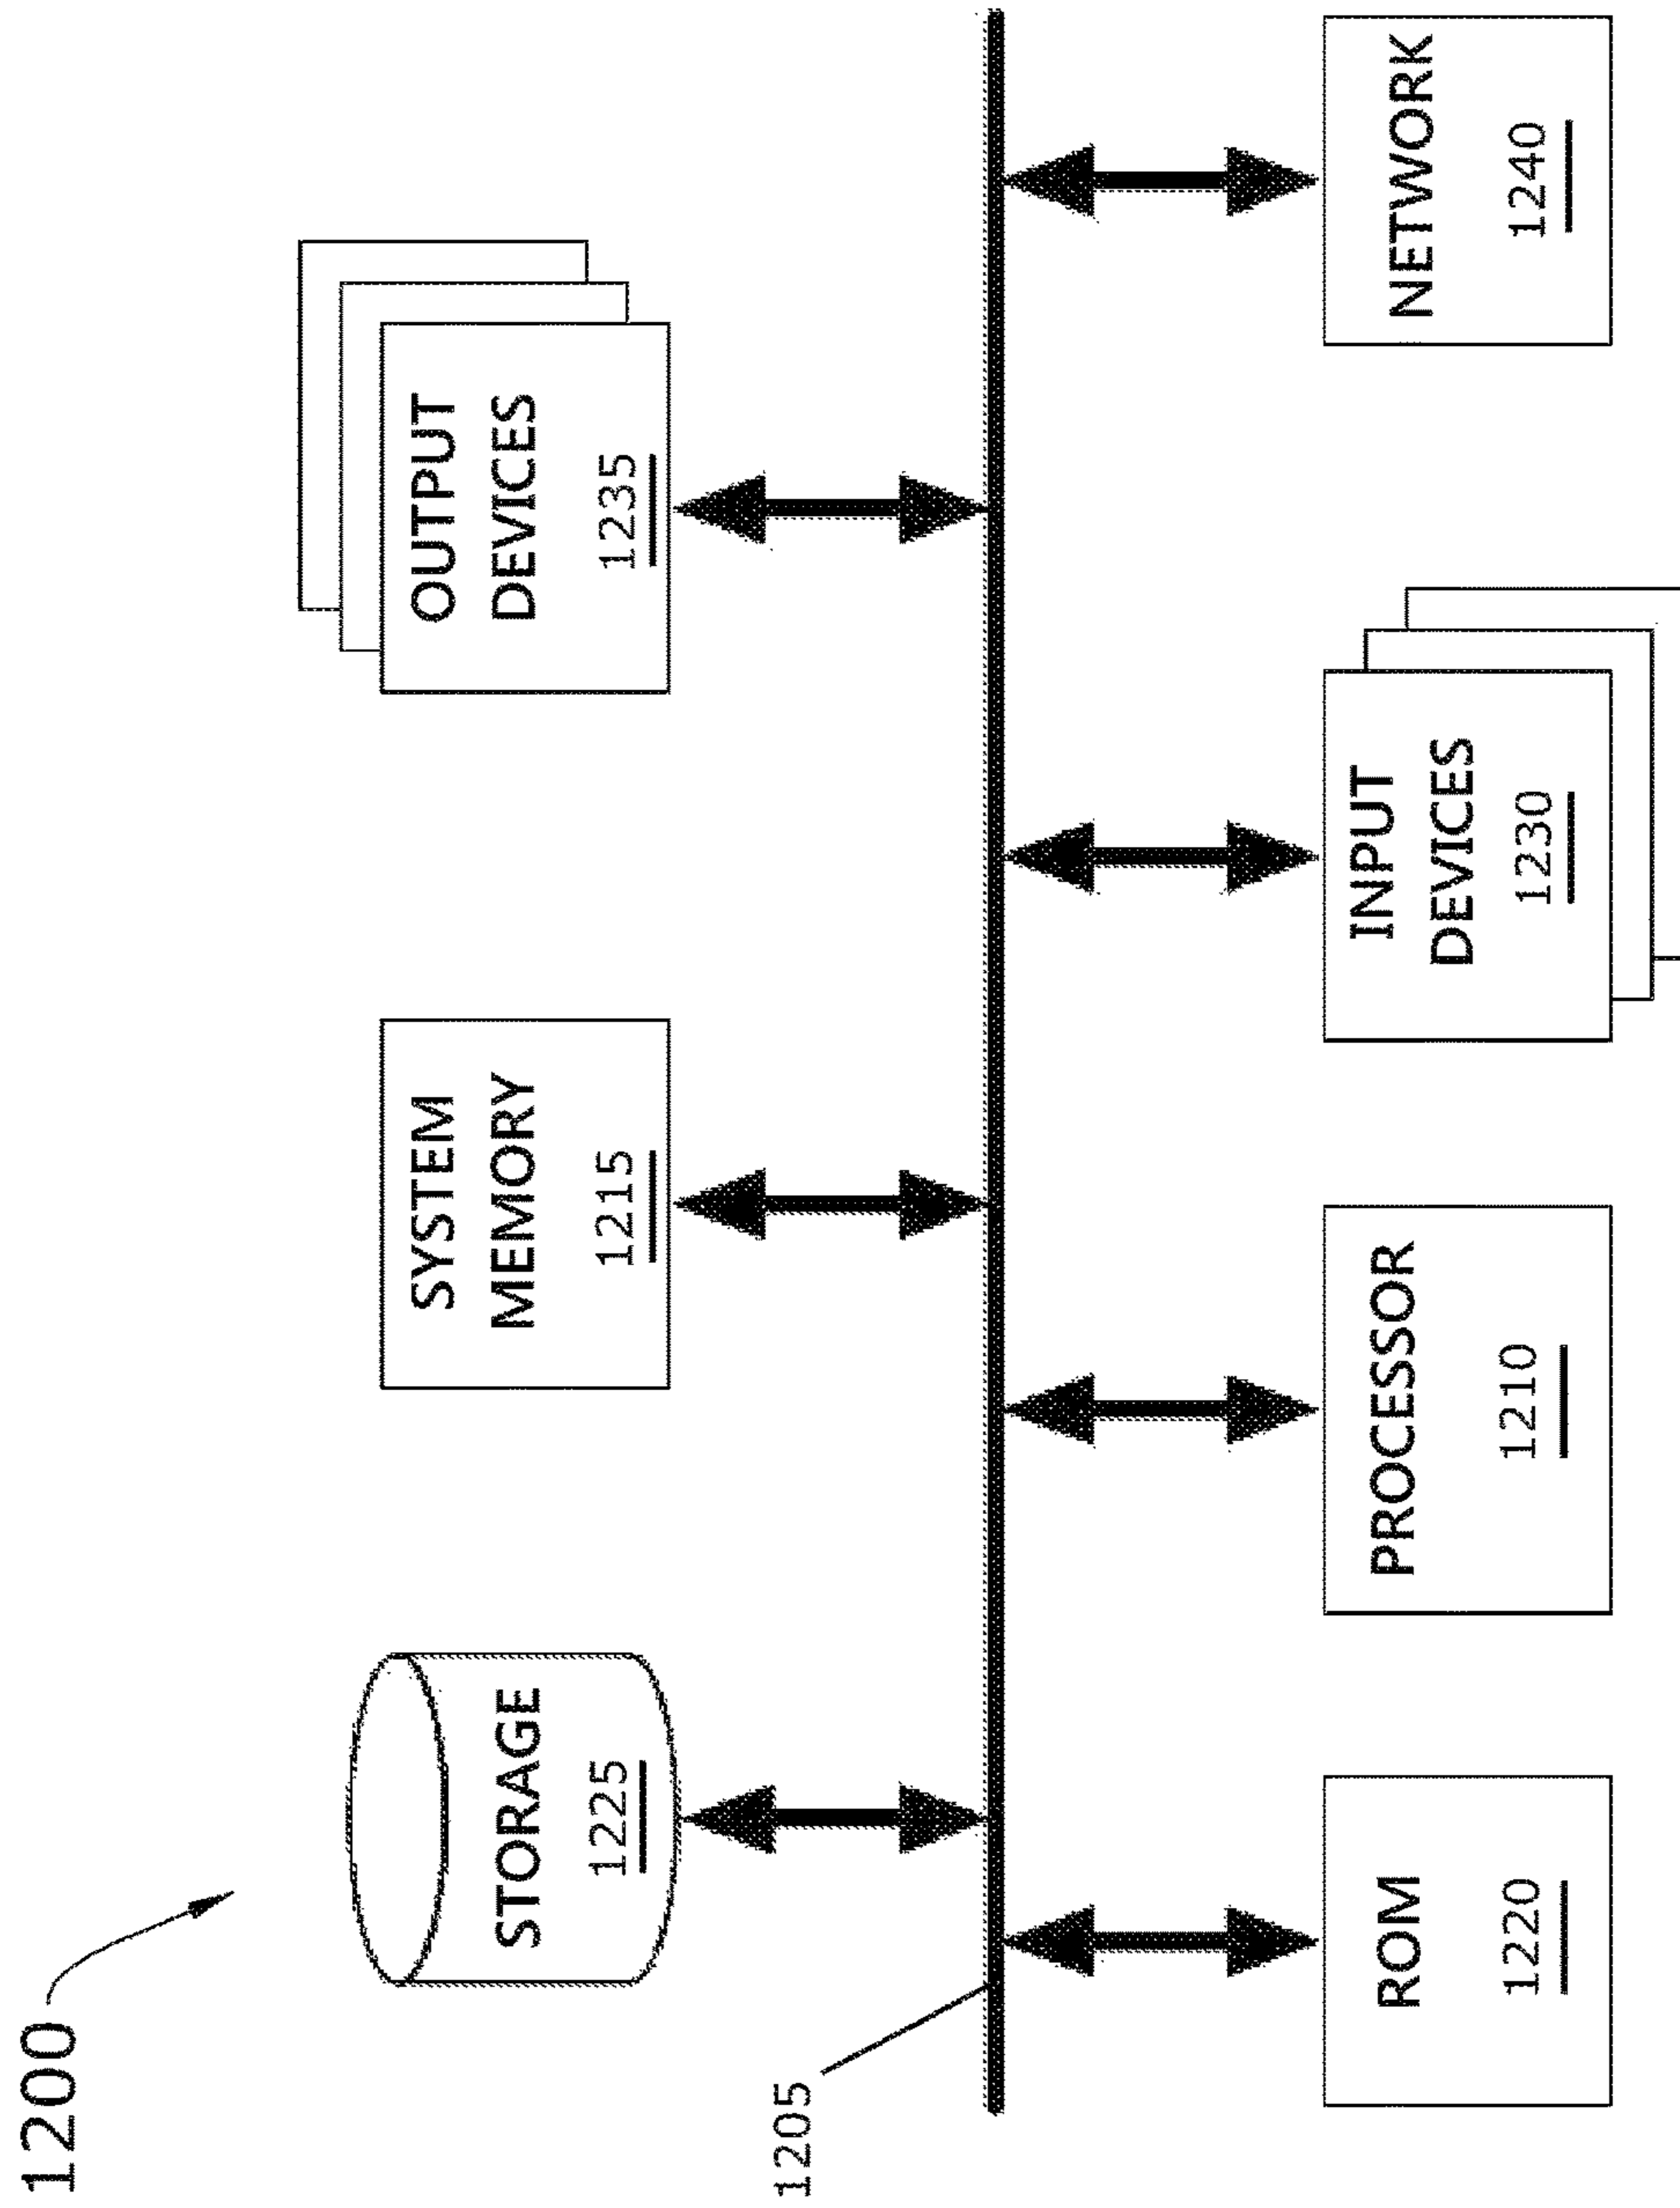 1200
STORAGE
1225
SYSTEM
MEMORY
1215
OUTPUT
DEVICES
1235
1205
ROM
1220
PROCESSOR
1210
INPUT
DEVICES
1230
NETWORK
1240